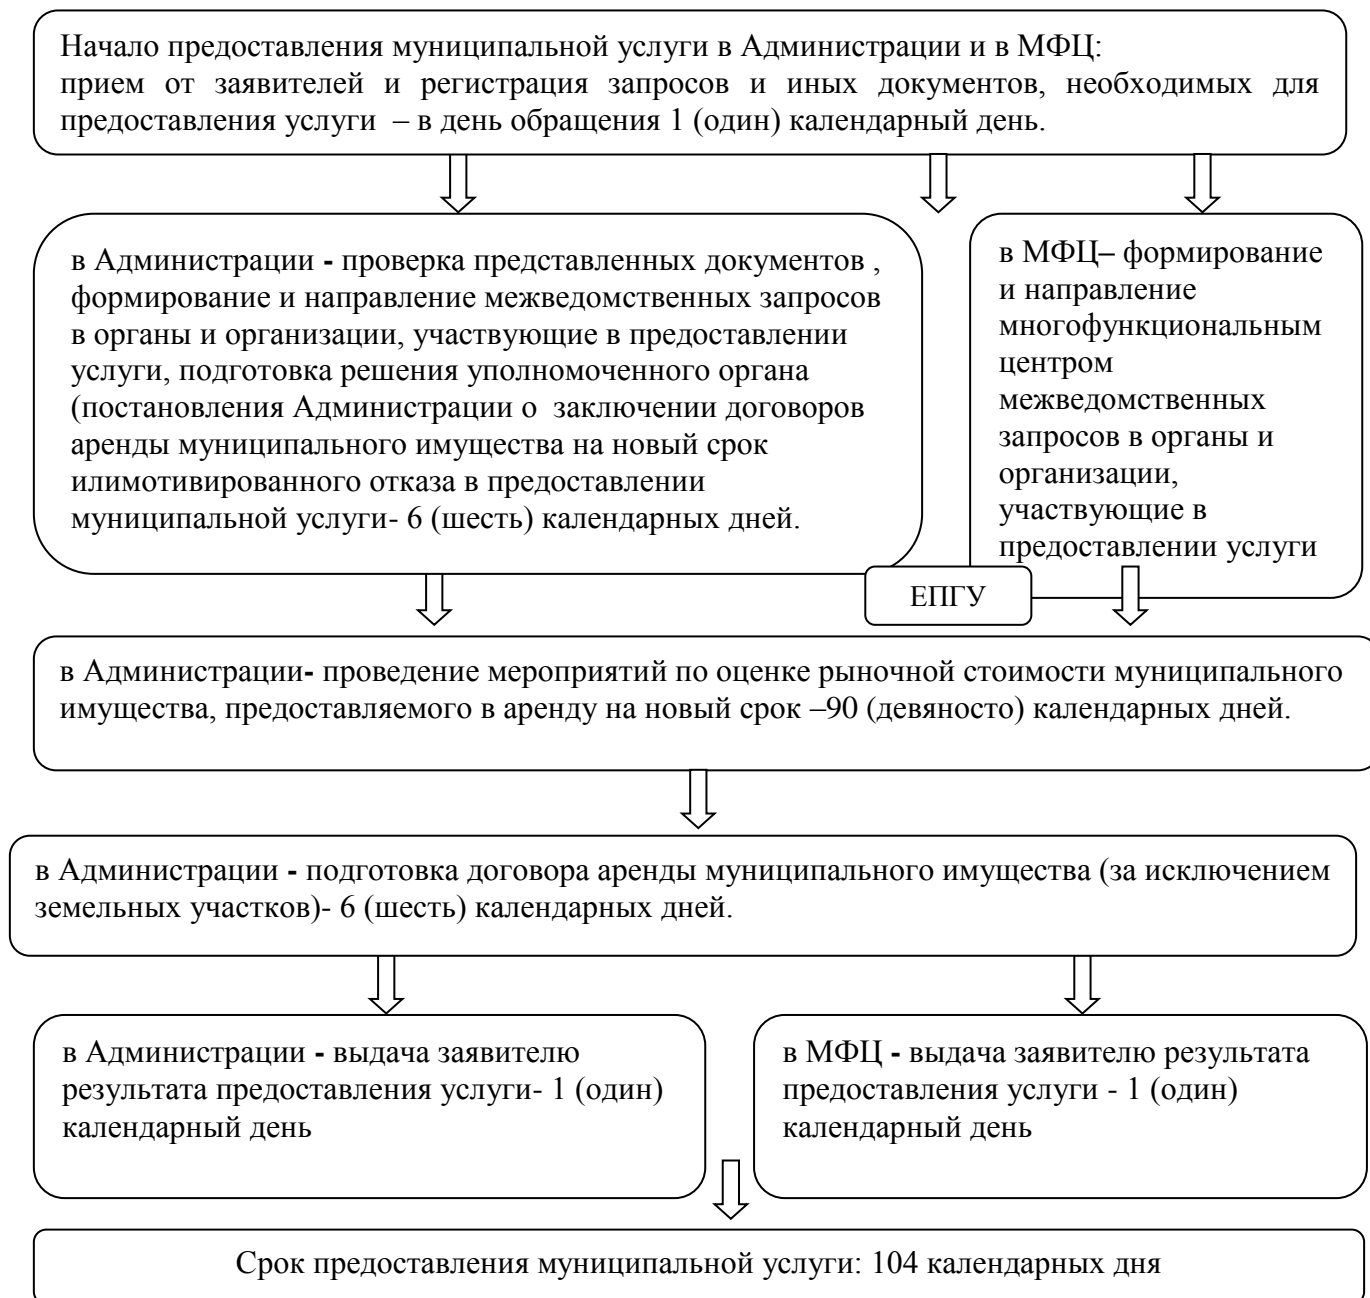 Начало предоставления муниципальной услуги в Администрации и в МФЦ:
прием от заявителей и регистрация запросов и иных документов, необходимых для
предоставления услуги – в день обращения 1 (один) календарный день.
в Администрации - проверка представленных документов ,
формирование и направление межведомственных запросов
в органы и организации, участвующие в предоставлении
услуги, подготовка решения уполномоченного органа
(постановления Администрации о заключении договоров
аренды муниципального имущества на новый срок
илимотивированного отказа в предоставлении
муниципальной услуги- 6 (шесть) календарных дней.
в МФЦ– формирование
и направление
многофункциональным
центром
межведомственных
запросов в органы и
организации,
участвующие в
предоставлении услуги
ЕПГУ
в Администрации- проведение мероприятий по оценке рыночной стоимости муниципального
имущества, предоставляемого в аренду на новый срок –90 (девяносто) календарных дней.
в Администрации - подготовка договора аренды муниципального имущества (за исключением
земельных участков)- 6 (шесть) календарных дней.
в Администрации - выдача заявителю
результата предоставления услуги- 1 (один)
календарный день
в МФЦ - выдача заявителю результата
предоставления услуги - 1 (один)
календарный день
Срок предоставления муниципальной услуги: 104 календарных дня